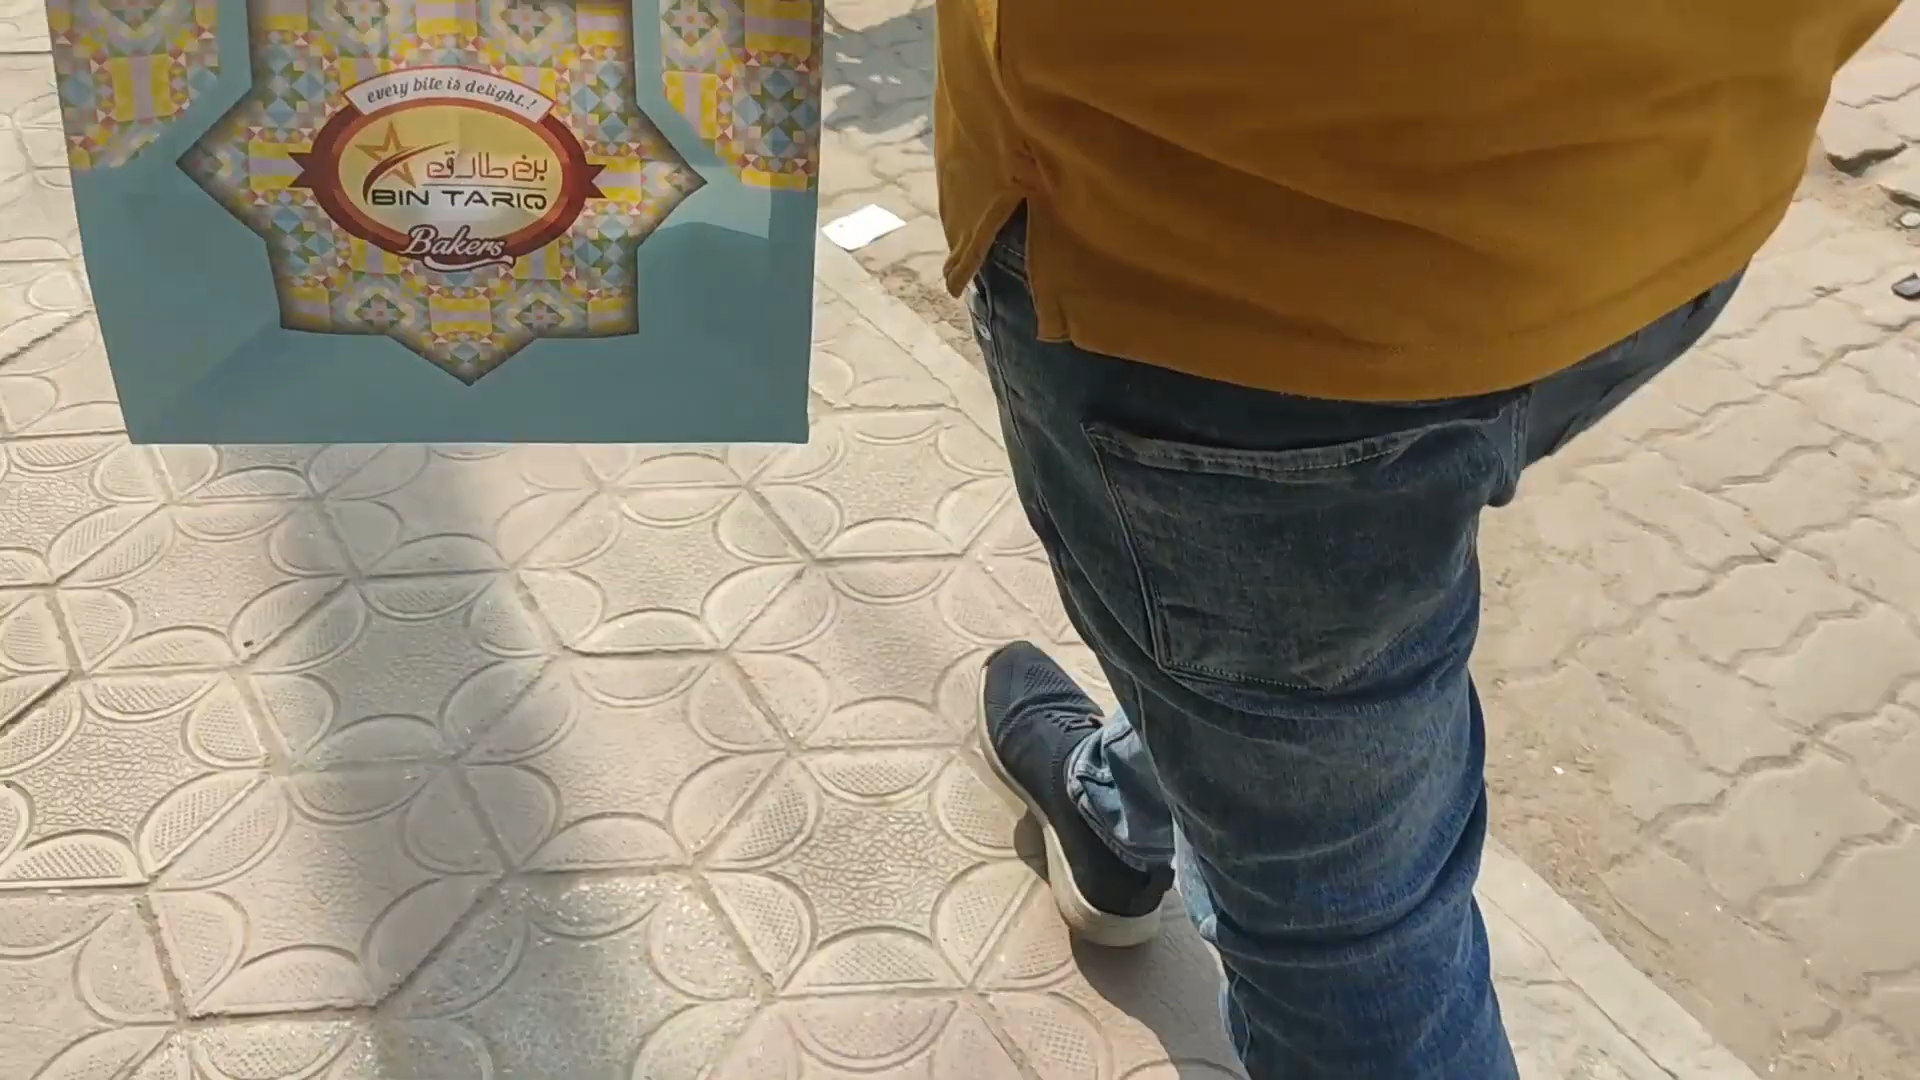 every bite is delight..!
بن طارق
BIN TARIQ
Bakers